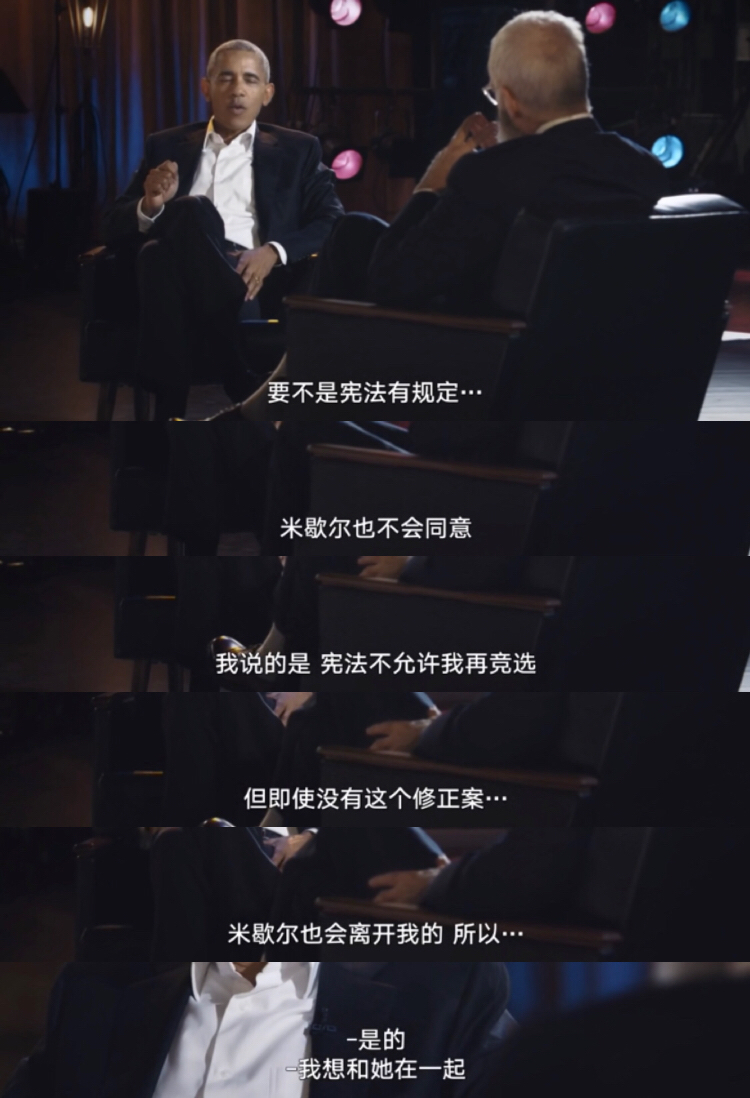 要不是宪法有规定…
米歇尔也不会同意
我说的是 宪法不允许我再竞选
但即使没有这个修正案…
米歇尔也会离开我的 所以…
-是的
-我想和她在一起